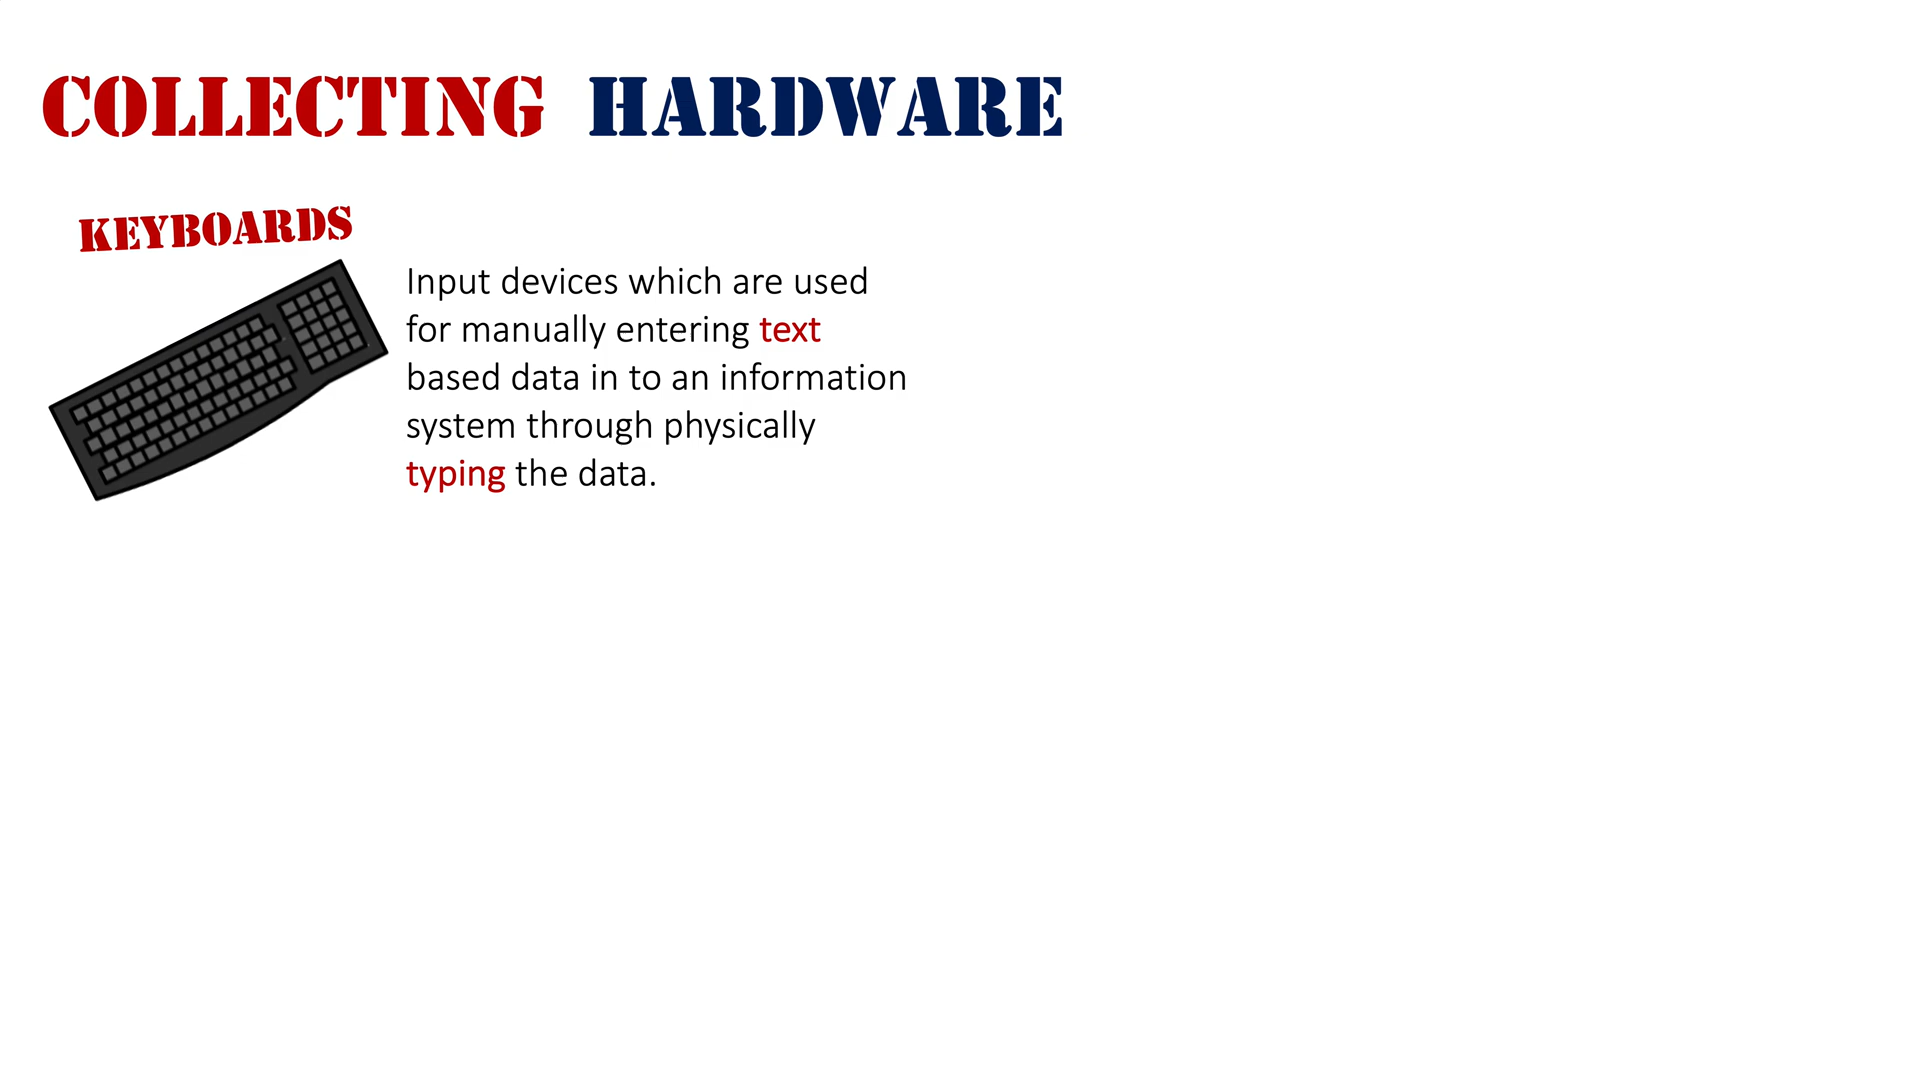 COLLECTING HARDWARE
KEYBOARDS
Input devices which are used
for manually entering text
based data in to an information
system through physically
typing the data.